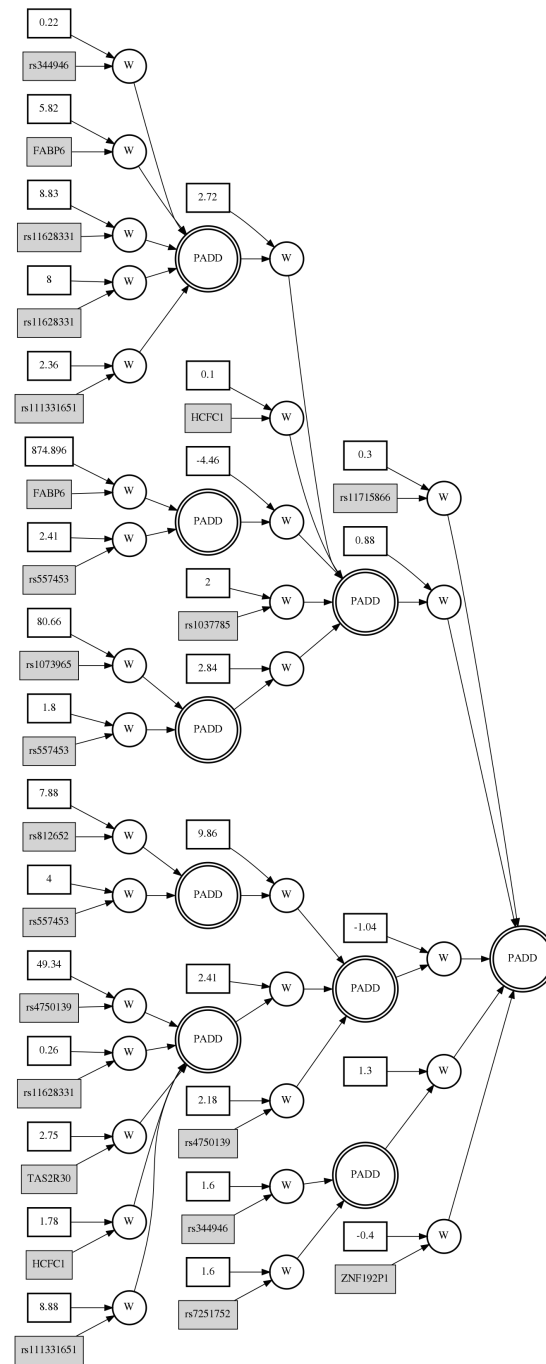 0.22
rs344946
W
5.82
FABP6
W
8.83
rs11628331
W
8
rs11628331
W
2.36
rs111331651
W
PADD
2.72
W
0.1
HCFC1
W
874.896
FABP6
W
2.41
rs557453
W
PADD
-4.46
W
2
rs1037785
W
80.66
rs1073965
W
1.8
rs557453
W
PADD
2.84
W
PADD
0.88
W
0.3
rs11715866
W
7.88
rs812652
W
4
rs557453
W
PADD
9.86
W
49.34
rs4750139
W
0.26
rs11628331
W
2.75
TAS2R30
W
1.78
HCFC1
W
8.88
rs111331651
W
PADD
2.41
W
2.18
rs4750139
W
PADD
-1.04
W
1.6
rs344946
W
1.6
rs7251752
W
PADD
1.3
W
-0.4
ZNF192P1
W
PADD